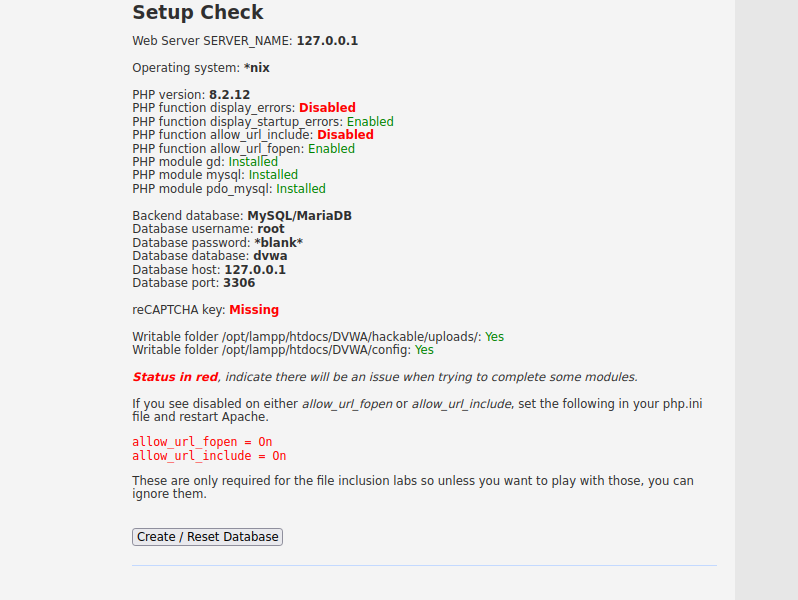 Setup Check
Web Server SERVER_NAME: 127.0.0.1
Operating system: *nix
PHP version: 8.2.12
PHP function display_errors: Disabled
PHP function display_startup_errors: Enabled
PHP function allow_url_include: Disabled
PHP function allow_url_fopen: Enabled
PHP module gd: Installed
PHP module mysql: Installed
PHP module pdo_mysql: Installed
Backend database: MySQL/MariaDB
Database username: root
Database password: *blank*
Database database: dvwa
Database host: 127.0.0.1
Database port: 3306
reCAPTCHA key: Missing
Writable folder /opt/lampp/htdocs/DVWA/hackable/uploads/: Yes
Writable folder /opt/lampp/htdocs/DVWA/config: Yes
Status in red, indicate there will be an issue when trying to complete some modules.
If you see disabled on either allow_url_fopen or allow_url_include, set the following in your php.ini
file and restart Apache.
allow_url_fopen = On
allow_url_include = On
These are only required for the file inclusion labs so unless you want to play with those, you can
ignore them.
Create / Reset Database